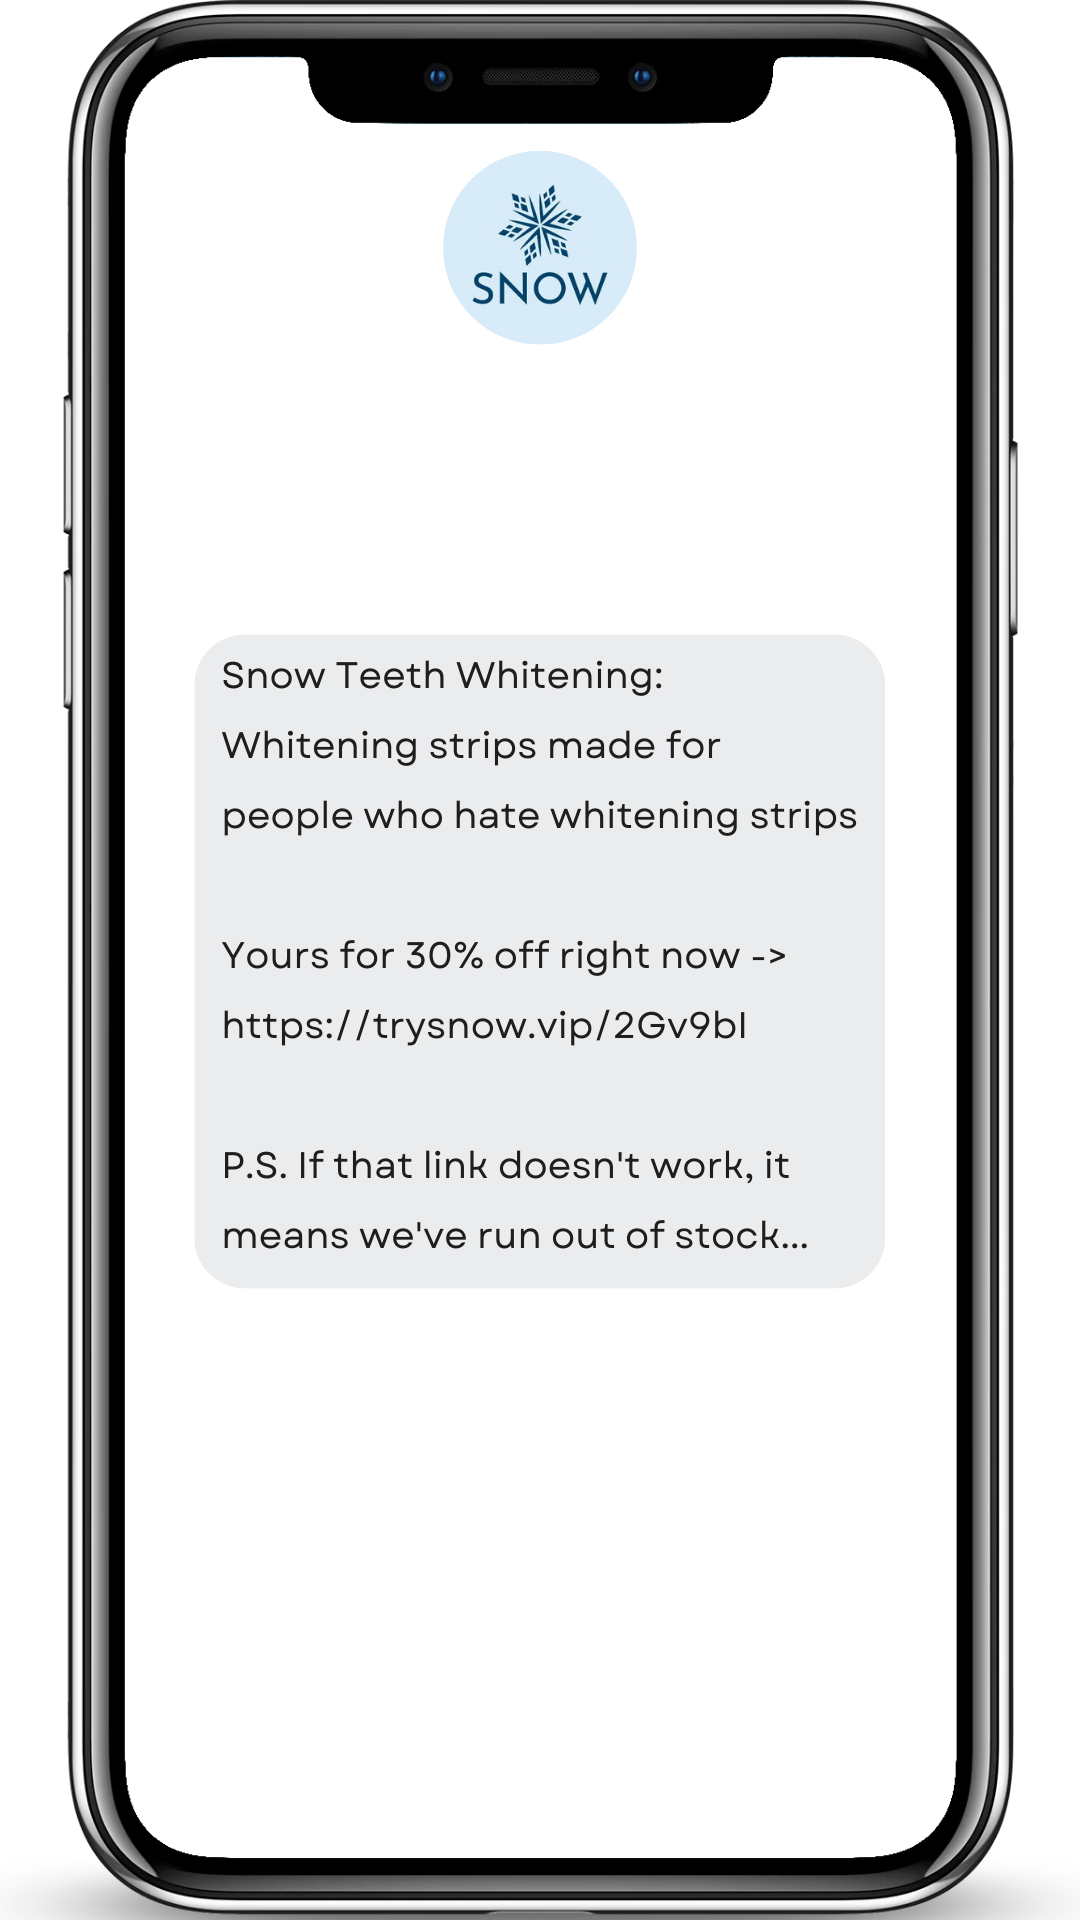 SNOW
Snow Teeth Whitening:
Whitening strips made for
people who hate whitening strips
Yours for 30% off right now ->
https://trysnow.vip/2Gv9bI
P.S. If that link doesn't work, it
means we've run out of stock...